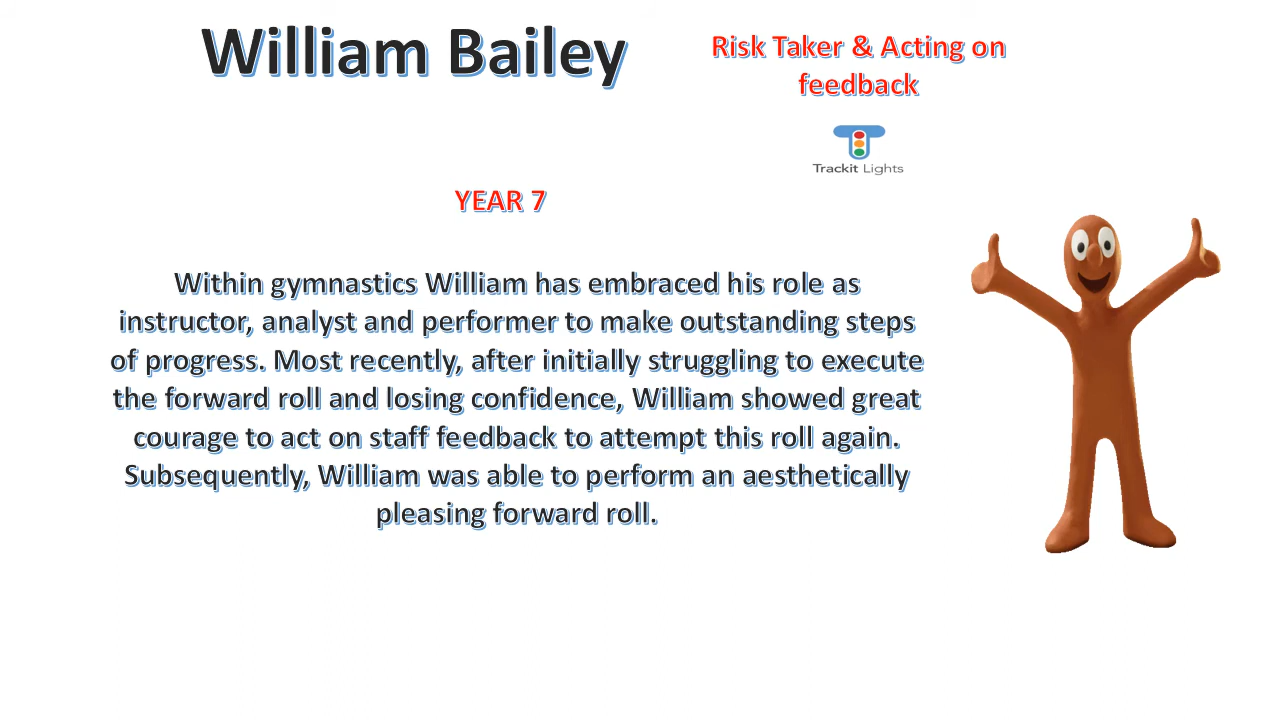 William Bailey
Risk Taker & Acting on
feedback
Trackit Lights
YEAR 7
Within gymnastics William has embraced his role as
instructor, analyst and performer to make outstanding steps
of progress. Most recently, after initially struggling to execute
the forward roll and losing confidence, William showed great
courage to act on staff feedback to attempt this roll again.
Subsequently, William was able to perform an aesthetically
pleasing forward roll.